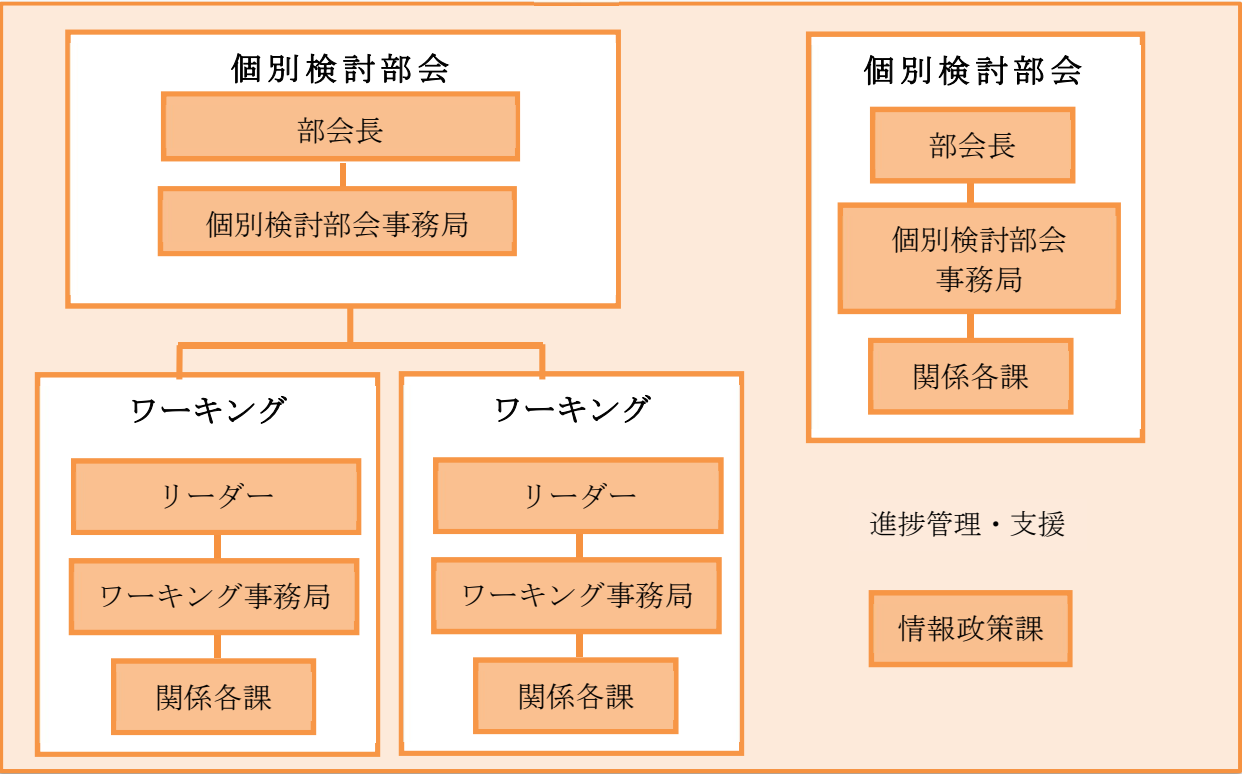 個別検討部会
部会長
個別検討部会事務局
ワーキング
リーダー
ワーキング事務局
関係各課
ワーキング
リーダー
ワーキング事務局
関係各課
個別検討部会
部会長
個別検討部会
事務局
関係各課
進捗管理・支援
情報政策課